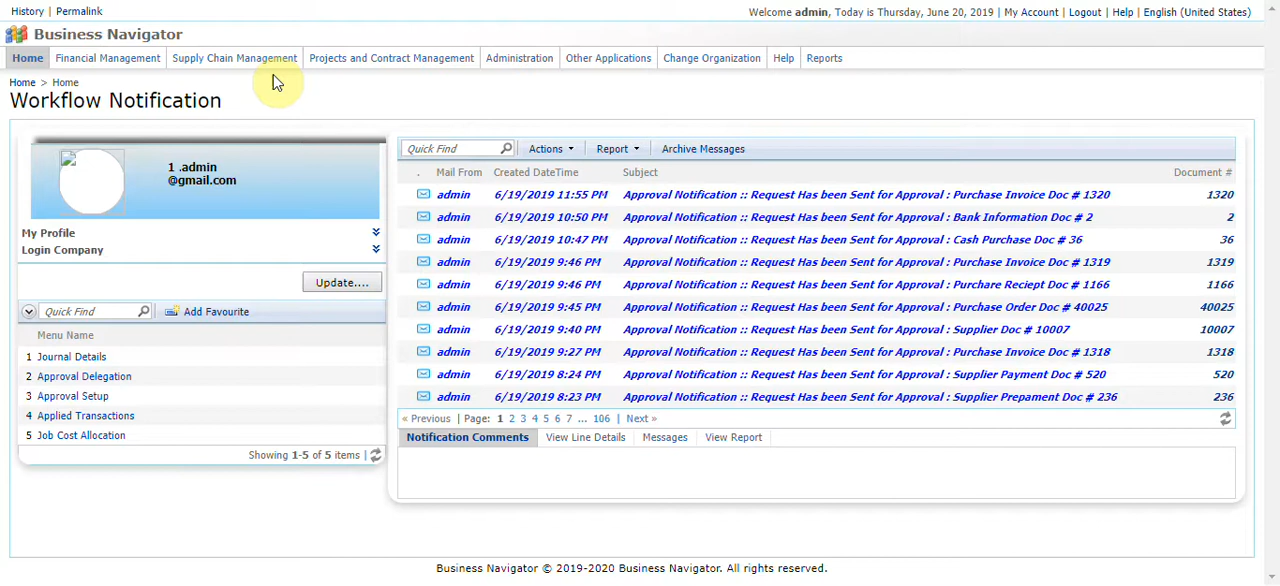 History | Permalink
Welcome admin, Today is Thursday, June 20, 2019 | My Account | Logout | Help | English (United States)
Business Navigator
Home Financial Management Supply Chain Management Projects and Contract Management Administration Other Applications Change Organization Help Reports
Home > Home
Workflow Notification
1 .admin
@gmail.com
My Profile
Login Company
Update....
Quick Find Add Favourite
Menu Name
1 Journal Details
2 Approval Delegation
3 Approval Setup
4 Applied Transactions
5 Job Cost Allocation
Showing 1-5 of 5 items |
Quick Find Actions Report Archive Messages
. Mail From Created DateTime Subject Document #
admin 6/19/2019 11:55 PM Approval Notification :: Request Has been Sent for Approval : Purchase Invoice Doc # 1320 1320
admin 6/19/2019 10:50 PM Approval Notification :: Request Has been Sent for Approval : Bank Information Doc # 2 2
admin 6/19/2019 10:47 PM Approval Notification :: Request Has been Sent for Approval : Cash Purchase Doc # 36 36
admin 6/19/2019 9:46 PM Approval Notification :: Request Has been Sent for Approval : Purchase Invoice Doc # 1319 1319
admin 6/19/2019 9:46 PM Approval Notification :: Request Has been Sent for Approval : Purchare Reciept Doc # 1166 1166
admin 6/19/2019 9:45 PM Approval Notification :: Request Has been Sent for Approval : Purchase Order Doc # 40025 40025
admin 6/19/2019 9:40 PM Approval Notification :: Request Has been Sent for Approval : Supplier Doc # 10007 10007
admin 6/19/2019 9:27 PM Approval Notification :: Request Has been Sent for Approval : Purchase Invoice Doc # 1318 1318
admin 6/19/2019 8:24 PM Approval Notification :: Request Has been Sent for Approval : Supplier Payment Doc # 520 520
admin 6/19/2019 8:23 PM Approval Notification :: Request Has been Sent for Approval : Supplier Prepament Doc # 236 236
« Previous | Page: 1 2 3 4 5 6 7 ... 106 | Next »
Notification Comments View Line Details Messages View Report
Business Navigator © 2019-2020 Business Navigator. All rights reserved.